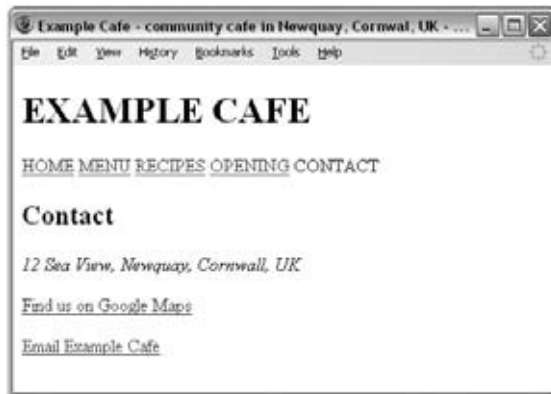 Example Cafe - community cafe in Newquay, Cornwal, UK - ...
File Edit View History Bookmarks Tools Help
EXAMPLE CAFE
HOME MENU RECIPES OPENING CONTACT
Contact
12 Sea View, Newquay, Cornwall, UK
Find us on Google Maps
Email Example Cafe